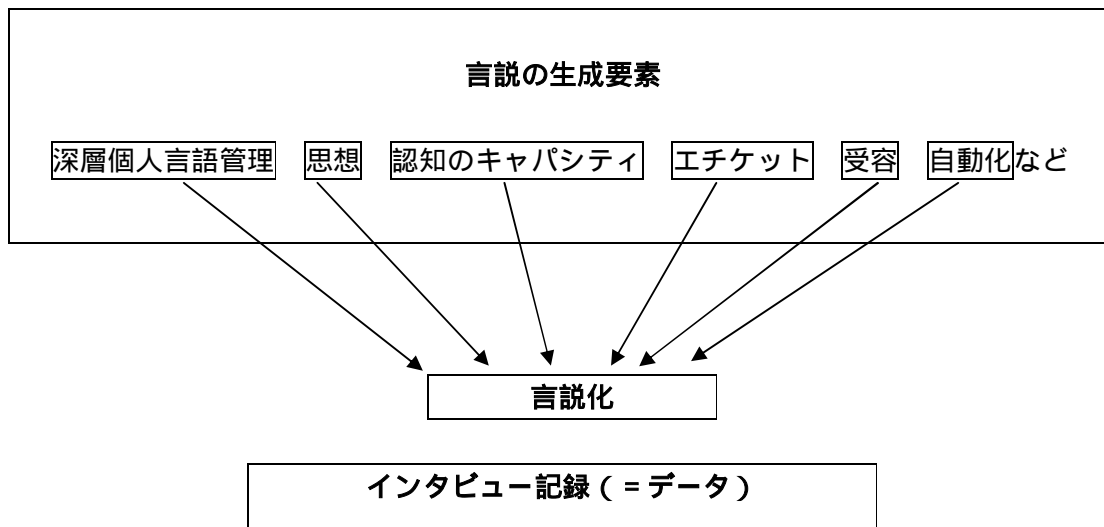 言説の生成要素
深層個人言語管理 思想 認知のキャパシティ エチケット 受容 自動化など
言説化
インタビュー記録（＝データ）